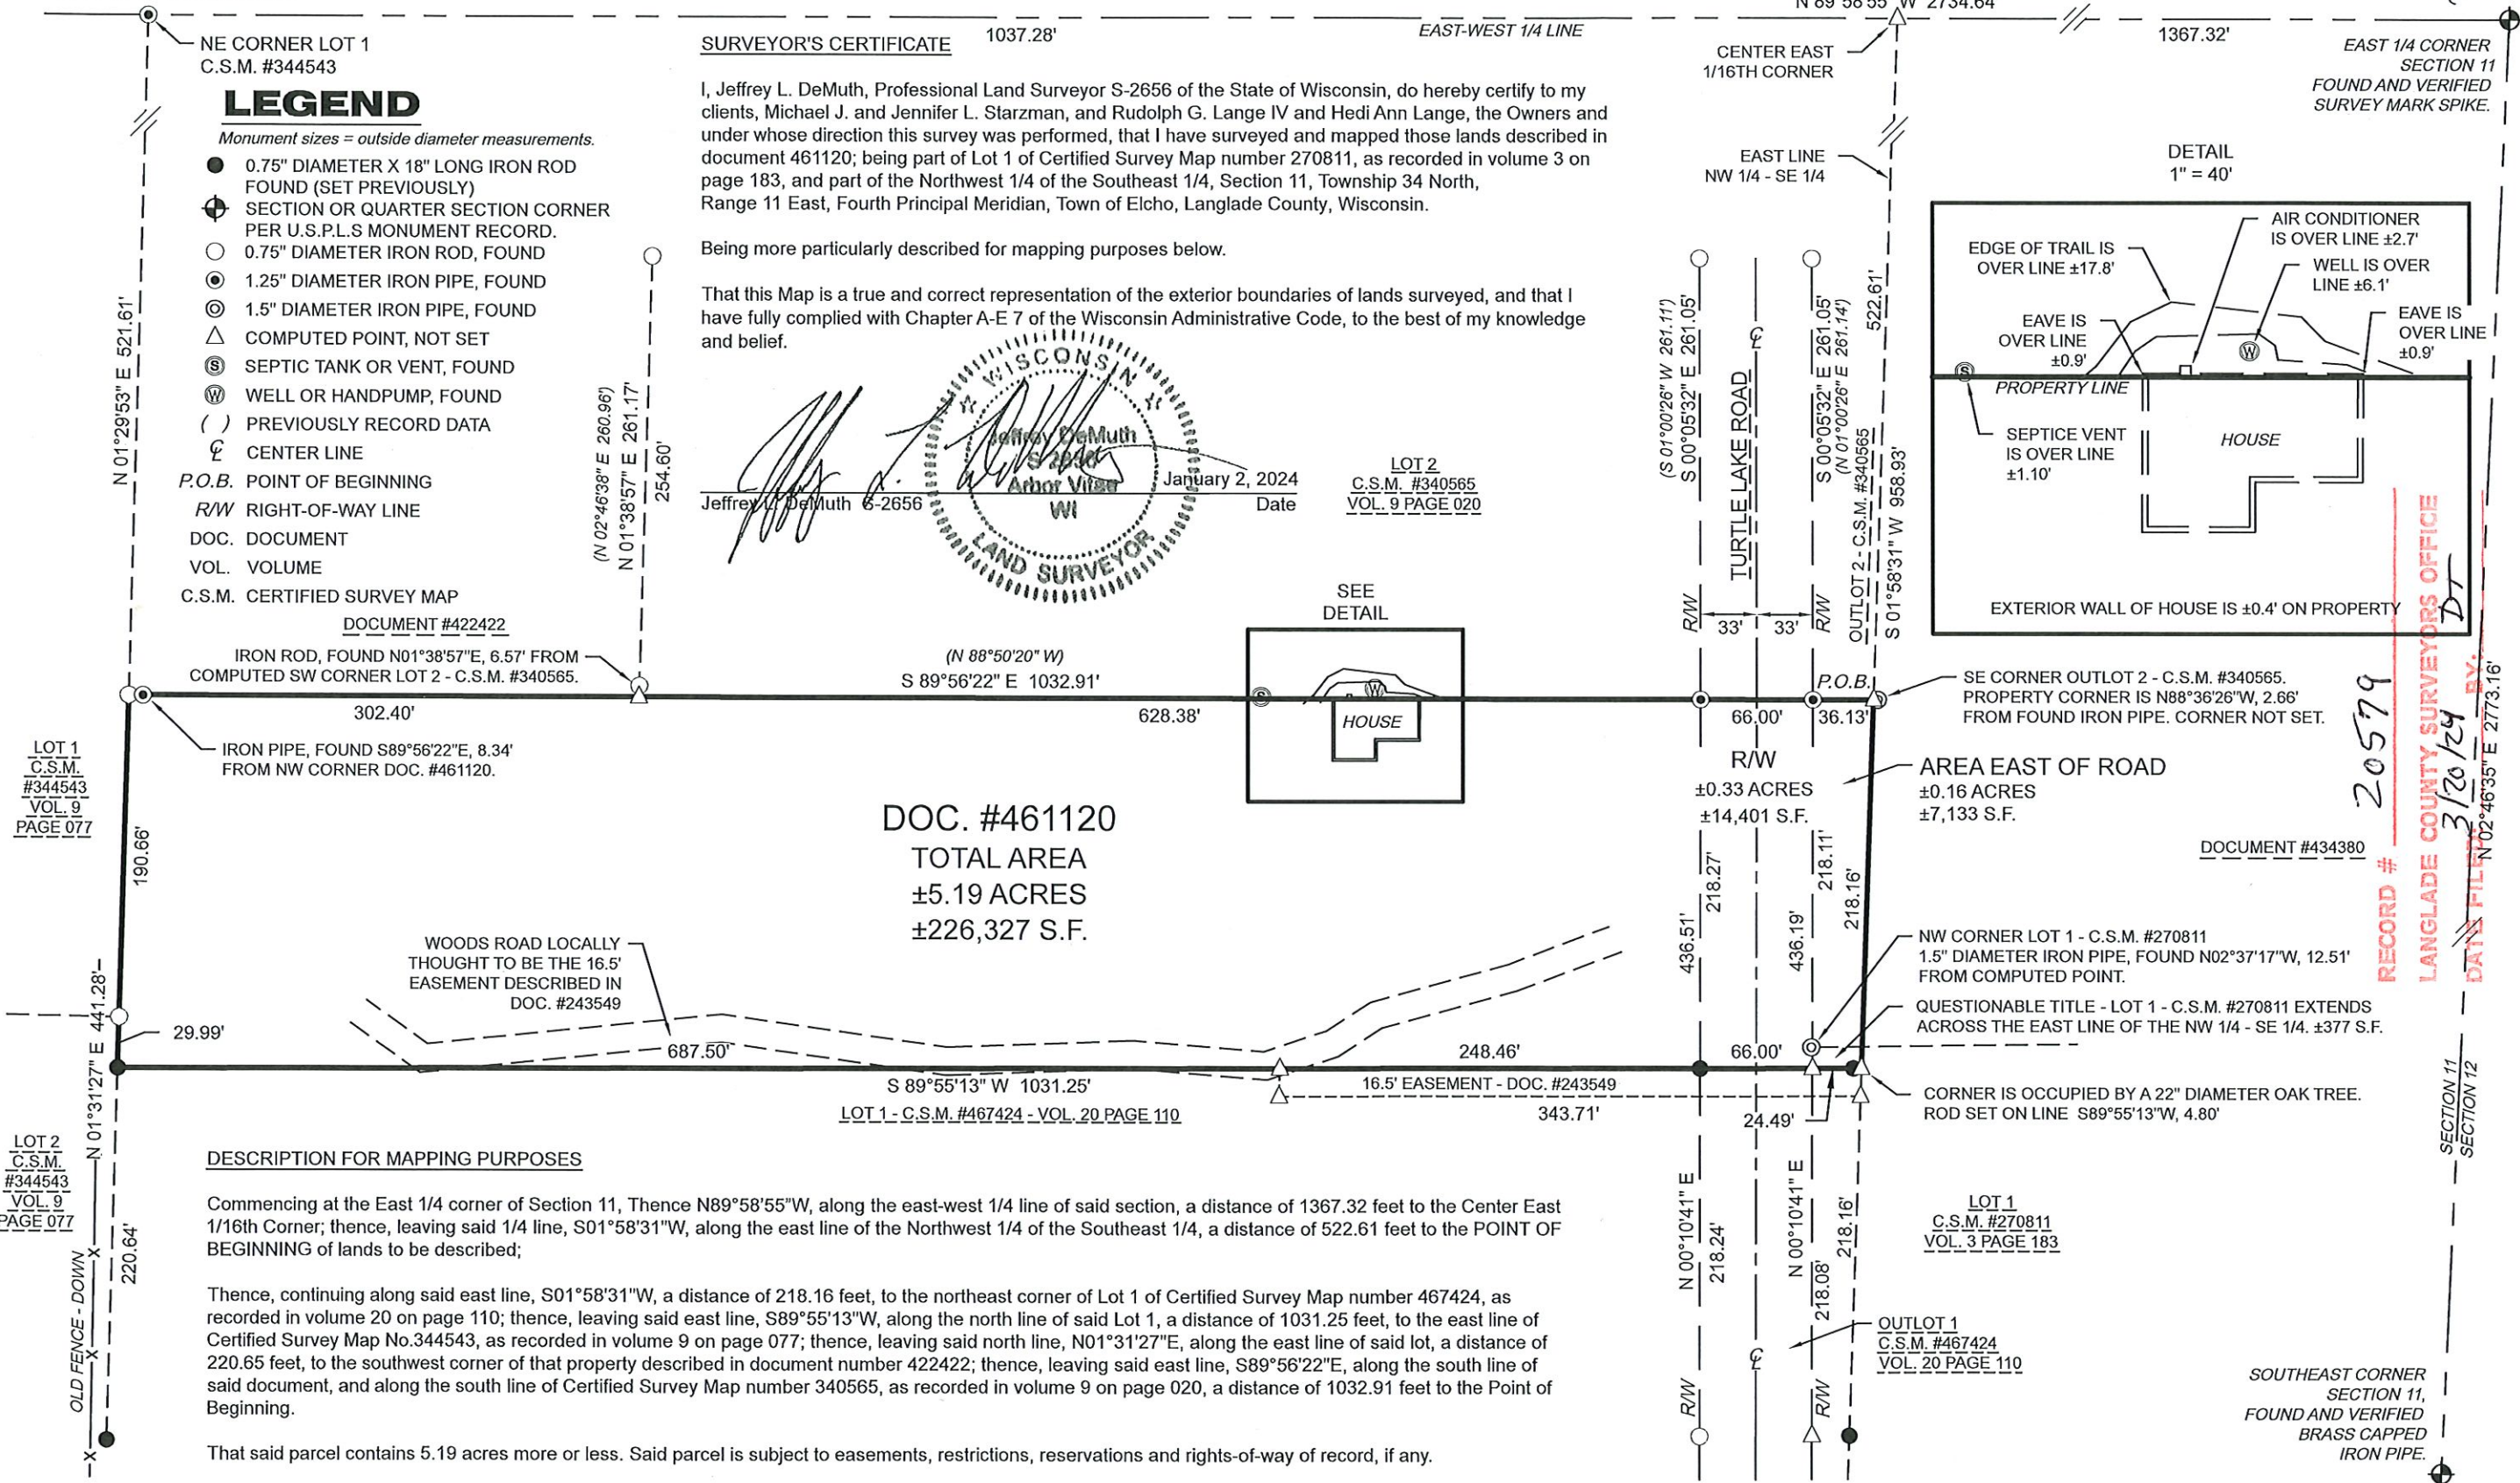 N 89°58'55" W 2734.64'
NE CORNER LOT 1
C.S.M. #344543
1037.28'
EAST-WEST 1/4 LINE
CENTER EAST
1/16TH CORNER
1367.32'
EAST 1/4 CORNER
SECTION 11
FOUND AND VERIFIED
SURVEY MARK SPIKE.
LEGEND
Monument sizes = outside diameter measurements.
0.75" DIAMETER X 18" LONG IRON ROD
FOUND (SET PREVIOUSLY)
SECTION OR QUARTER SECTION CORNER
PER U.S.P.L.S MONUMENT RECORD.
0.75" DIAMETER IRON ROD, FOUND
1.25" DIAMETER IRON PIPE, FOUND
1.5" DIAMETER IRON PIPE, FOUND
COMPUTED POINT, NOT SET
S SEPTIC TANK OR VENT, FOUND
W WELL OR HANDPUMP, FOUND
( ) PREVIOUSLY RECORD DATA
℄ CENTER LINE
P.O.B. POINT OF BEGINNING
R/W RIGHT-OF-WAY LINE
DOC. DOCUMENT
VOL. VOLUME
C.S.M. CERTIFIED SURVEY MAP
SURVEYOR'S CERTIFICATE
I, Jeffrey L. DeMuth, Professional Land Surveyor S-2656 of the State of Wisconsin, do hereby certify to my
clients, Michael J. and Jennifer L. Starzman, and Rudolph G. Lange IV and Hedi Ann Lange, the Owners and
under whose direction this survey was performed, that I have surveyed and mapped those lands described in
document 461120; being part of Lot 1 of Certified Survey Map number 270811, as recorded in volume 3 on
page 183, and part of the Northwest 1/4 of the Southeast 1/4, Section 11, Township 34 North,
Range 11 East, Fourth Principal Meridian, Town of Elcho, Langlade County, Wisconsin.
Being more particularly described for mapping purposes below.
That this Map is a true and correct representation of the exterior boundaries of lands surveyed, and that I
have fully complied with Chapter A-E 7 of the Wisconsin Administrative Code, to the best of my knowledge
and belief.
WISCONSIN
Jeffrey DeMuth
S 2656
Arbor Vitae
WI
LAND SURVEYOR
January 2, 2024
Jeffrey L. DeMuth S-2656
Date
LOT 2
C.S.M. #340565
VOL. 9 PAGE 020
EAST LINE
NW 1/4 - SE 1/4
DETAIL
1" = 40'
EDGE OF TRAIL IS
OVER LINE ±17.8'
AIR CONDITIONER
IS OVER LINE ±2.7'
WELL IS OVER
LINE ±6.1'
EAVE IS
OVER LINE
±0.9'
EAVE IS
OVER LINE
±0.9'
W
S
PROPERTY LINE
SEPTICE VENT
IS OVER LINE
±1.10'
HOUSE
EXTERIOR WALL OF HOUSE IS ±0.4' ON PROPERTY
N 01°29'53" E 521.61'
(N 02°46'38" E 260.96')
N 01°38'57" E 261.17'
254.60'
(S 01°00'26" W 261.11')
S 00°05'32" E 261.05'
℄
TURTLE LAKE ROAD
S 00°05'32" E 261.05'
(N 01°00'26" E 261.14')
522.61'
OUTLOT 2 - C.S.M. #340565
S 01°58'31" W 958.93'
R/W
33'
33'
R/W
DOCUMENT #422422
IRON ROD, FOUND N01°38'57"E, 6.57' FROM
COMPUTED SW CORNER LOT 2 - C.S.M. #340565.
(N 88°50'20" W)
S 89°56'22" E 1032.91'
SEE
DETAIL
S
W
HOUSE
P.O.B.
SE CORNER OUTLOT 2 - C.S.M. #340565.
PROPERTY CORNER IS N88°36'26"W, 2.66'
FROM FOUND IRON PIPE. CORNER NOT SET.
302.40'
628.38'
66.00'
36.13'
IRON PIPE, FOUND S89°56'22"E, 8.34'
FROM NW CORNER DOC. #461120.
LOT 1
C.S.M.
#344543
VOL. 9
PAGE 077
190.66'
DOC. #461120
TOTAL AREA
±5.19 ACRES
±226,327 S.F.
R/W
±0.33 ACRES
±14,401 S.F.
AREA EAST OF ROAD
±0.16 ACRES
±7,133 S.F.
DOCUMENT #434380
RECORD # 20579
LANGLADE COUNTY SURVEYORS OFFICE
DATE FILED: 3/20/24 BY: DT
N 02°46'35" E 2773.16'
218.27'
218.11'
218.16'
436.51'
436.19'
WOODS ROAD LOCALLY
THOUGHT TO BE THE 16.5'
EASEMENT DESCRIBED IN
DOC. #243549
NW CORNER LOT 1 - C.S.M. #270811
1.5" DIAMETER IRON PIPE, FOUND N02°37'17"W, 12.51'
FROM COMPUTED POINT.
QUESTIONABLE TITLE - LOT 1 - C.S.M. #270811 EXTENDS
ACROSS THE EAST LINE OF THE NW 1/4 - SE 1/4. ±377 S.F.
CORNER IS OCCUPIED BY A 22" DIAMETER OAK TREE.
ROD SET ON LINE S89°55'13"W, 4.80'
29.99'
687.50'
248.46'
66.00'
S 89°55'13" W 1031.25'
16.5' EASEMENT - DOC. #243549
343.71'
24.49'
LOT 1 - C.S.M. #467424 - VOL. 20 PAGE 110
N 01°31'27" E 441.28'
LOT 2
C.S.M.
#344543
VOL. 9
PAGE 077
220.64'
OLD FENCE - DOWN
X
X
X
X
N 00°10'41" E
218.24'
N 00°10'41" E
218.08'
218.16'
R/W
℄
R/W
LOT 1
C.S.M. #270811
VOL. 3 PAGE 183
OUTLOT 1
C.S.M. #467424
VOL. 20 PAGE 110
SECTION 11
SECTION 12
SOUTHEAST CORNER
SECTION 11,
FOUND AND VERIFIED
BRASS CAPPED
IRON PIPE.
DESCRIPTION FOR MAPPING PURPOSES
Commencing at the East 1/4 corner of Section 11, Thence N89°58'55"W, along the east-west 1/4 line of said section, a distance of 1367.32 feet to the Center East
1/16th Corner; thence, leaving said 1/4 line, S01°58'31"W, along the east line of the Northwest 1/4 of the Southeast 1/4, a distance of 522.61 feet to the POINT OF
BEGINNING of lands to be described;
Thence, continuing along said east line, S01°58'31"W, a distance of 218.16 feet, to the northeast corner of Lot 1 of Certified Survey Map number 467424, as
recorded in volume 20 on page 110; thence, leaving said east line, S89°55'13"W, along the north line of said Lot 1, a distance of 1031.25 feet, to the east line of
Certified Survey Map No.344543, as recorded in volume 9 on page 077; thence, leaving said north line, N01°31'27"E, along the east line of said lot, a distance of
220.65 feet, to the southwest corner of that property described in document number 422422; thence, leaving said east line, S89°56'22"E, along the south line of
said document, and along the south line of Certified Survey Map number 340565, as recorded in volume 9 on page 020, a distance of 1032.91 feet to the Point of
Beginning.
That said parcel contains 5.19 acres more or less. Said parcel is subject to easements, restrictions, reservations and rights-of-way of record, if any.